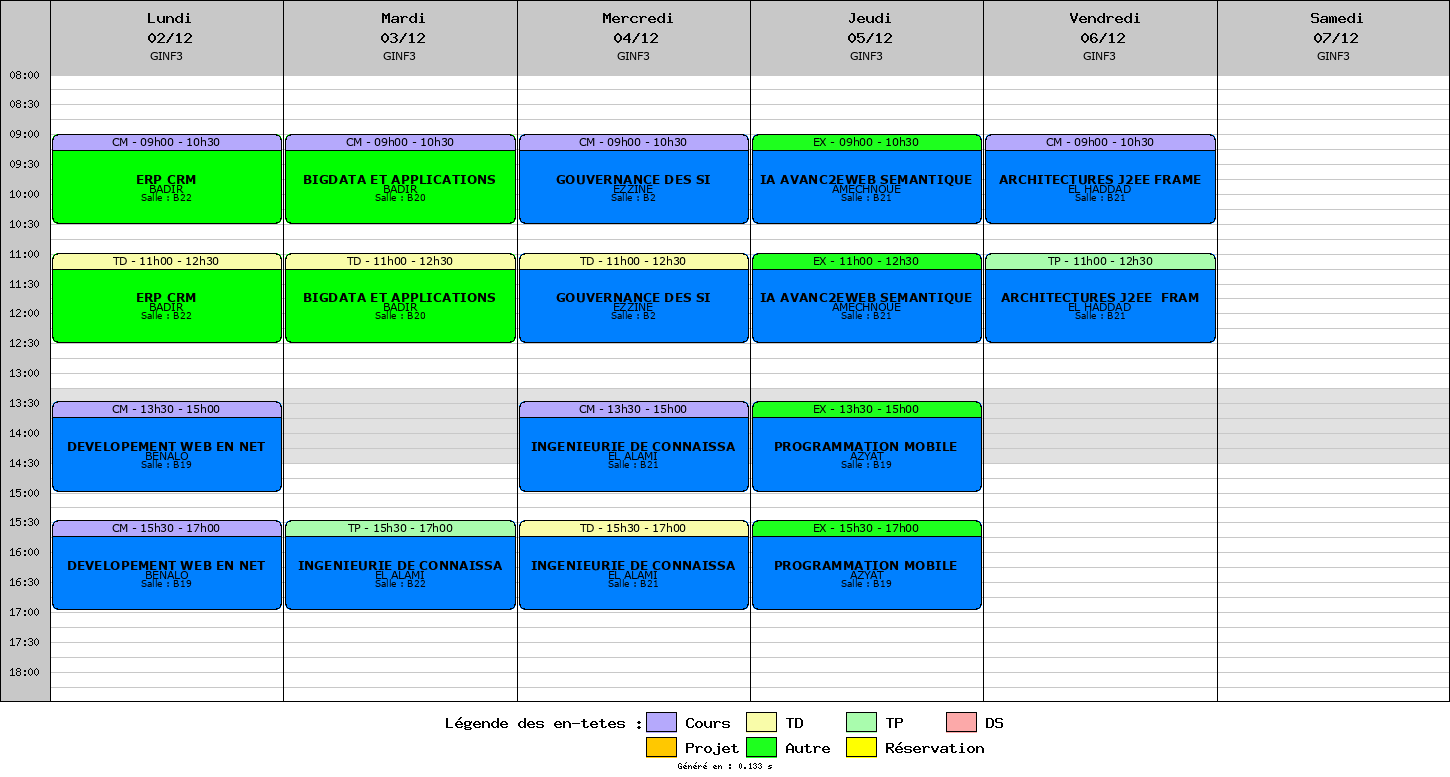 Lundi
02/12
GINF3
Mardi
03/12
GINF3
Mercredi
04/12
GINF3
Jeudi
05/12
GINF3
Vendredi
06/12
GINF3
Samedi
07/12
GINF3
08:00
08:30
09:00
09:30
10:00
10:30
11:00
11:30
12:00
12:30
13:00
13:30
14:00
14:30
15:00
15:30
16:00
16:30
17:00
17:30
18:00
CM - 09h00 - 10h30
ERP CRM
BADIR
Salle : B22
TD - 11h00 - 12h30
ERP CRM
BADIR
Salle : B22
CM - 13h30 - 15h00
DEVELOPEMENT WEB EN NET
BENALO
Salle : B19
CM - 15h30 - 17h00
DEVELOPEMENT WEB EN NET
BENALO
Salle : B19
CM - 09h00 - 10h30
BIGDATA ET APPLICATIONS
BADIR
Salle : B20
TD - 11h00 - 12h30
BIGDATA ET APPLICATIONS
BADIR
Salle : B20
TP - 15h30 - 17h00
INGENIEURIE DE CONNAISSA
EL ALAMI
Salle : B22
CM - 09h00 - 10h30
GOUVERNANCE DES SI
EZZINE
Salle : B2
TD - 11h00 - 12h30
GOUVERNANCE DES SI
EZZINE
Salle : B2
CM - 13h30 - 15h00
INGENIEURIE DE CONNAISSA
EL ALAMI
Salle : B21
TD - 15h30 - 17h00
INGENIEURIE DE CONNAISSA
EL ALAMI
Salle : B21
EX - 09h00 - 10h30
IA AVANC2EWEB SEMANTIQUE
AMECHNOUE
Salle : B21
EX - 11h00 - 12h30
IA AVANC2EWEB SEMANTIQUE
AMECHNOUE
Salle : B21
EX - 13h30 - 15h00
PROGRAMMATION MOBILE
AZYAT
Salle : B19
EX - 15h30 - 17h00
PROGRAMMATION MOBILE
AZYAT
Salle : B19
CM - 09h00 - 10h30
ARCHITECTURES J2EE FRAME
EL HADDAD
Salle : B21
TP - 11h00 - 12h30
ARCHITECTURES J2EE  FRAM
EL HADDAD
Salle : B21
Légende des en-tetes : Cours TD TP DS
Projet Autre Réservation
Généré en : 0.133 s